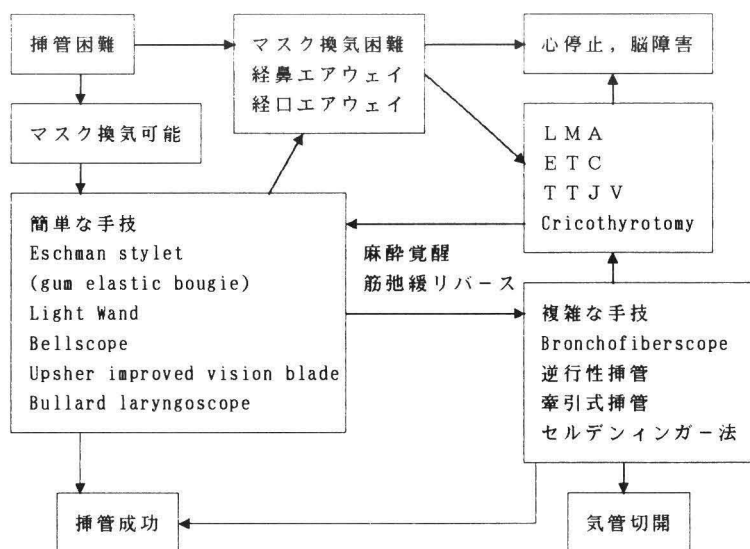 挿管困難
マスク換気困難
経鼻エアウェイ
経口エアウェイ
心停止，脳障害
マスク換気可能
LMA
ETC
TTJV
Cricothyrotomy
簡単な手技
Eschman stylet
(gum elastic bougie)
Light Wand
Bellscope
Upsher improved vision blade
Bullard laryngoscope
麻酔覚醒
筋弛緩リバース
複雑な手技
Bronchofiberscope
逆行性挿管
牽引式挿管
セルデンィンガー法
挿管成功
気管切開